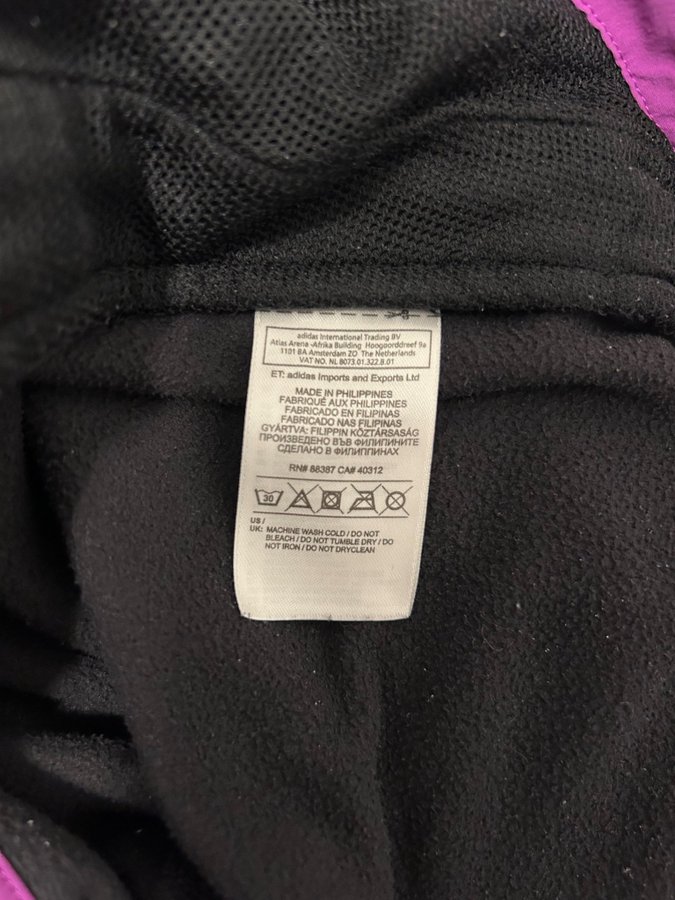 adidas International Trading BV
Atlas Arena -Afrika Building Hoogoorddreef 9a
1101 BA Amsterdam ZO The Netherlands
VAT NO. NL 8073.01.322.B.01
ET: adidas Imports and Exports Ltd
MADE IN PHILIPPINES
FABRIQUÉ AUX PHILIPPINES
FABRICADO EN FILIPINAS
FABRICADO NAS FILIPINAS
GYÁRTVA: FILIPPIN KÖZTÁRSASÁG
ПРОИЗВЕДЕНО ВЪВ ФИЛИПИНИТЕ
СДЕЛАНО В ФИЛИППИНАХ
RN# 88387 CA# 40312
30
US /
UK: MACHINE WASH COLD / DO NOT
BLEACH / DO NOT TUMBLE DRY / DO
NOT IRON / DO NOT DRYCLEAN